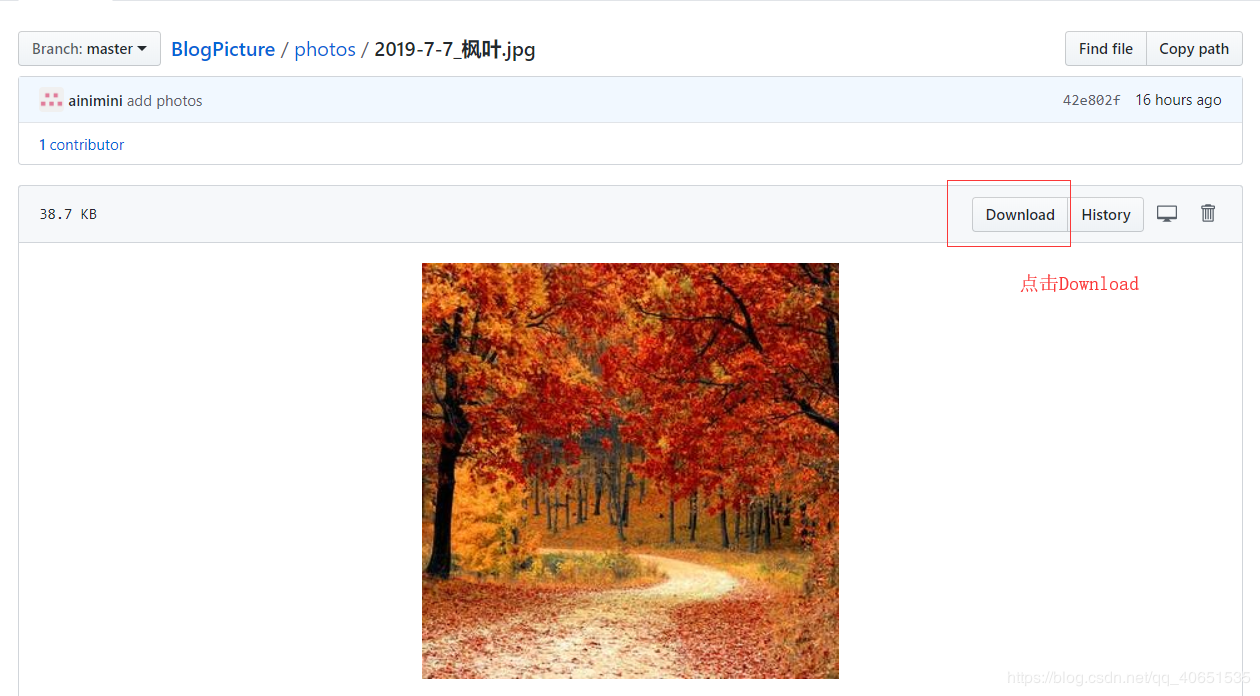 Branch: master
BlogPicture / photos / 2019-7-7_枫叶.jpg
Find file
Copy path
ainimini add photos
42e802f
16 hours ago
1 contributor
38.7 KB
Download
History
点击Download
https://blog.csdn.net/qq_40651535